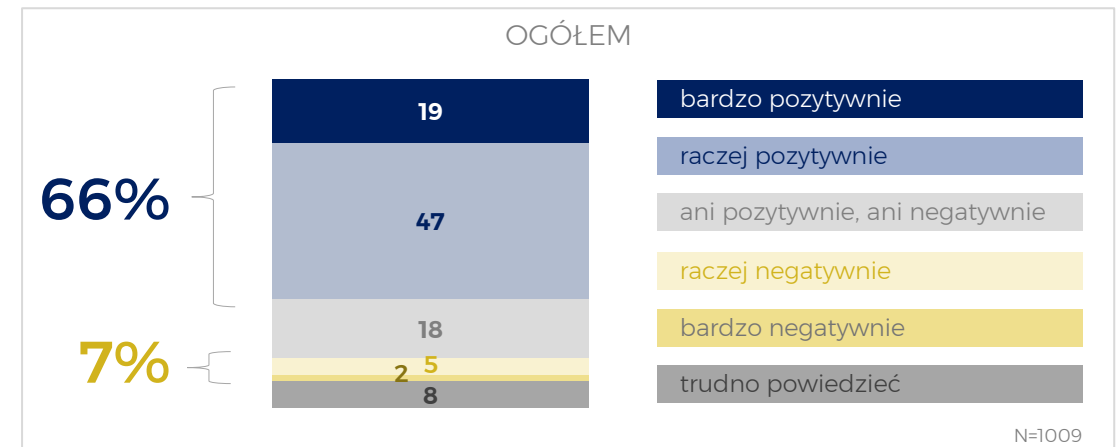 OGÓŁEM
66%
7%
19
47
18
5
2
8
bardzo pozytywnie
raczej pozytywnie
ani pozytywnie, ani negatywnie
raczej negatywnie
bardzo negatywnie
trudno powiedzieć
N=1009